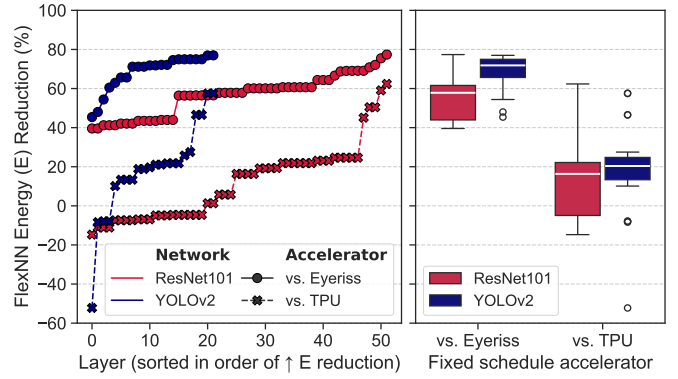 FlexNN Energy (E) Reduction (%)
100
80
60
40
20
0
−20
−40
−60
Network
Accelerator
ResNet101
vs. Eyeriss
YOLOv2
vs. TPU
0
10
20
30
40
50
Layer (sorted in order of ↑ E reduction)
ResNet101
YOLOv2
vs. Eyeriss
vs. TPU
Fixed schedule accelerator